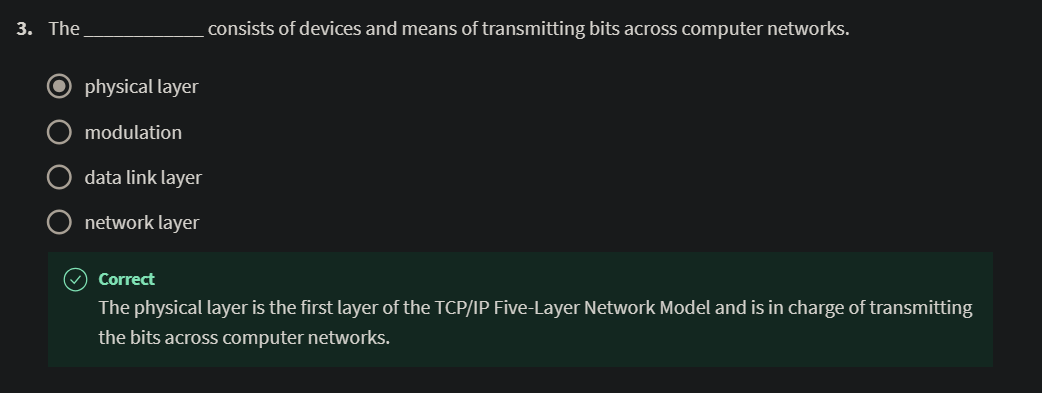 3. The ____________ consists of devices and means of transmitting bits across computer networks.
physical layer
modulation
data link layer
network layer
Correct
The physical layer is the first layer of the TCP/IP Five-Layer Network Model and is in charge of transmitting
the bits across computer networks.